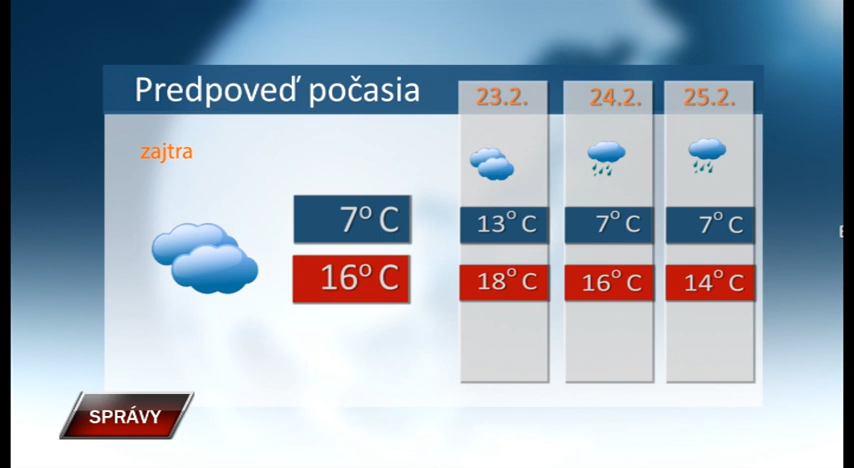 Predpoveď počasia
zajtra
7° C
16° C
23.2.
13° C
18° C
24.2.
7° C
16° C
25.2.
7° C
14° C
SPRÁVY